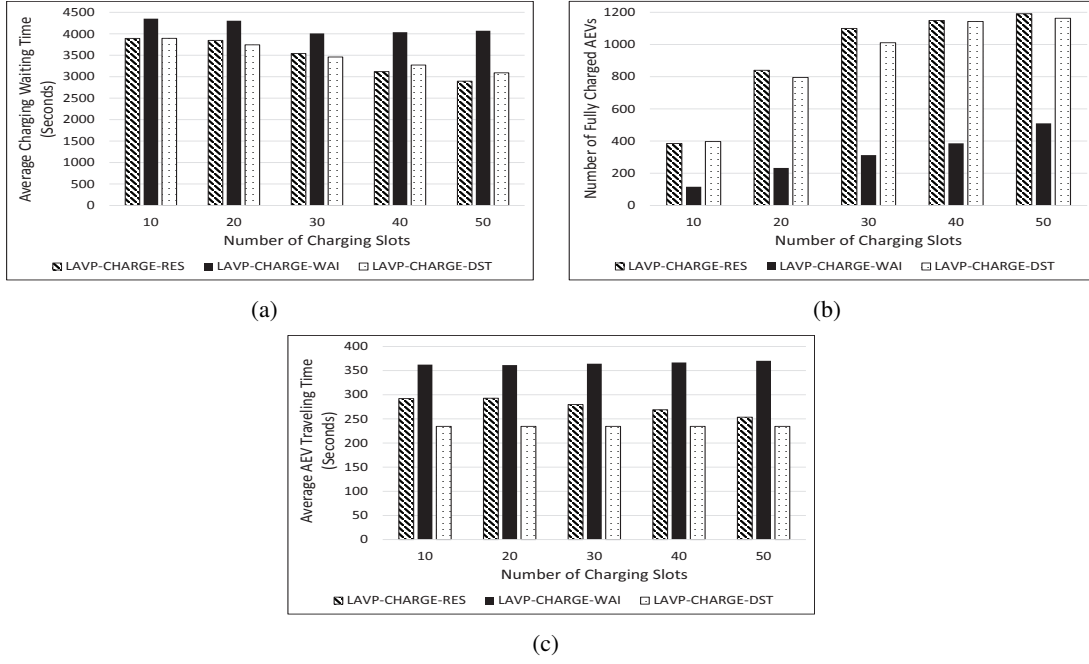 4500
4000
3500
3000
2500
2000
1500
1000
500
0
Average Charging Waiting Time
(Seconds)
10 20 30 40 50
Number of Charging Slots
LAVP-CHARGE-RES LAVP-CHARGE-WAI LAVP-CHARGE-DST
(a)
1200
1000
800
600
400
200
0
Number of Fully Charged AEVs
10 20 30 40 50
Number of Charging Slots
LAVP-CHARGE-RES LAVP-CHARGE-WAI LAVP-CHARGE-DST
(b)
400
350
300
250
200
150
100
50
0
Average AEV Traveling Time
(Seconds)
10 20 30 40 50
Number of Charging Slots
LAVP-CHARGE-RES LAVP-CHARGE-WAI LAVP-CHARGE-DST
(c)